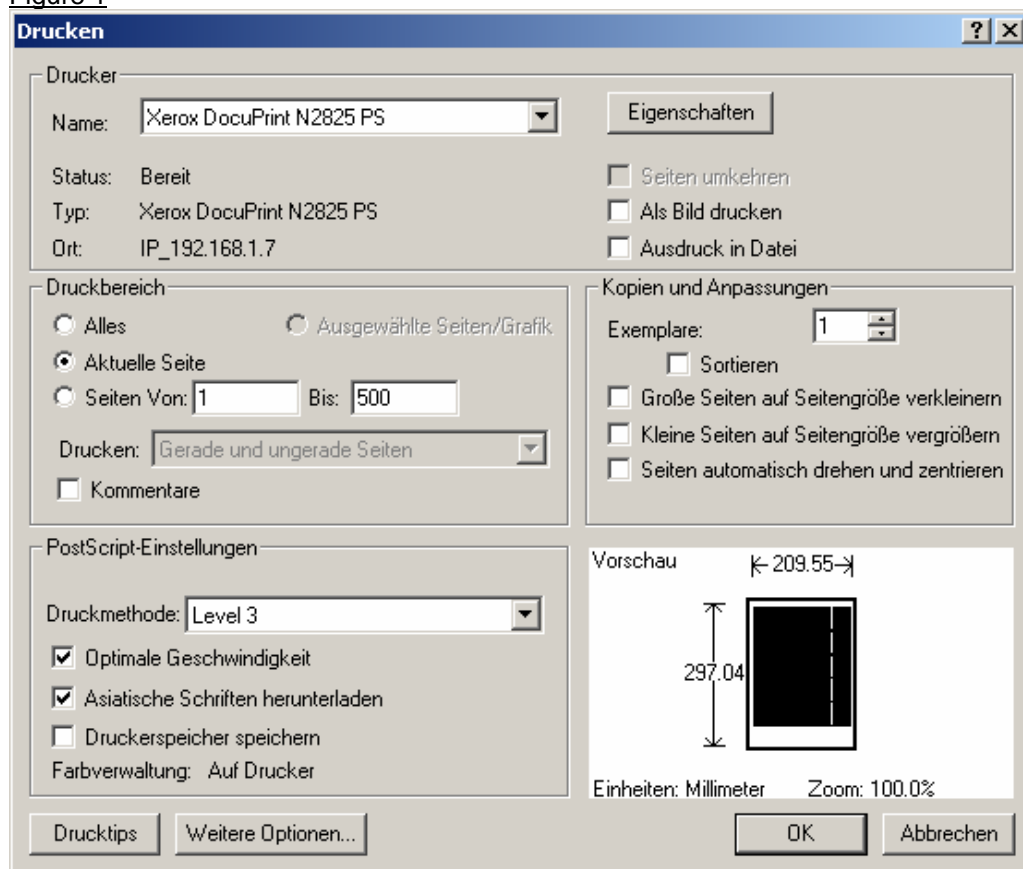 Figure 1
Drucken
Drucker
Name: Xerox DocuPrint N2825 PS
Eigenschaften
Status: Bereit
Seiten umkehren
Typ: Xerox DocuPrint N2825 PS
Als Bild drucken
Ort: IP_192.168.1.7
Ausdruck in Datei
Druckbereich
Alles
Ausgewählte Seiten/Grafik
Aktuelle Seite
Seiten Von: 1 Bis: 500
Drucken: Gerade und ungerade Seiten
Kommentare
Kopien und Anpassungen
Exemplare: 1
Sortieren
Große Seiten auf Seitengröße verkleinern
Kleine Seiten auf Seitengröße vergrößern
Seiten automatisch drehen und zentrieren
PostScript-Einstellungen
Druckmethode: Level 3
Optimale Geschwindigkeit
Asiatische Schriften herunterladen
Druckerspeicher speichern
Farbverwaltung: Auf Drucker
Vorschau
209.55
297.04
Einheiten: Millimeter Zoom: 100.0%
Drucktips
Weitere Optionen...
OK
Abbrechen